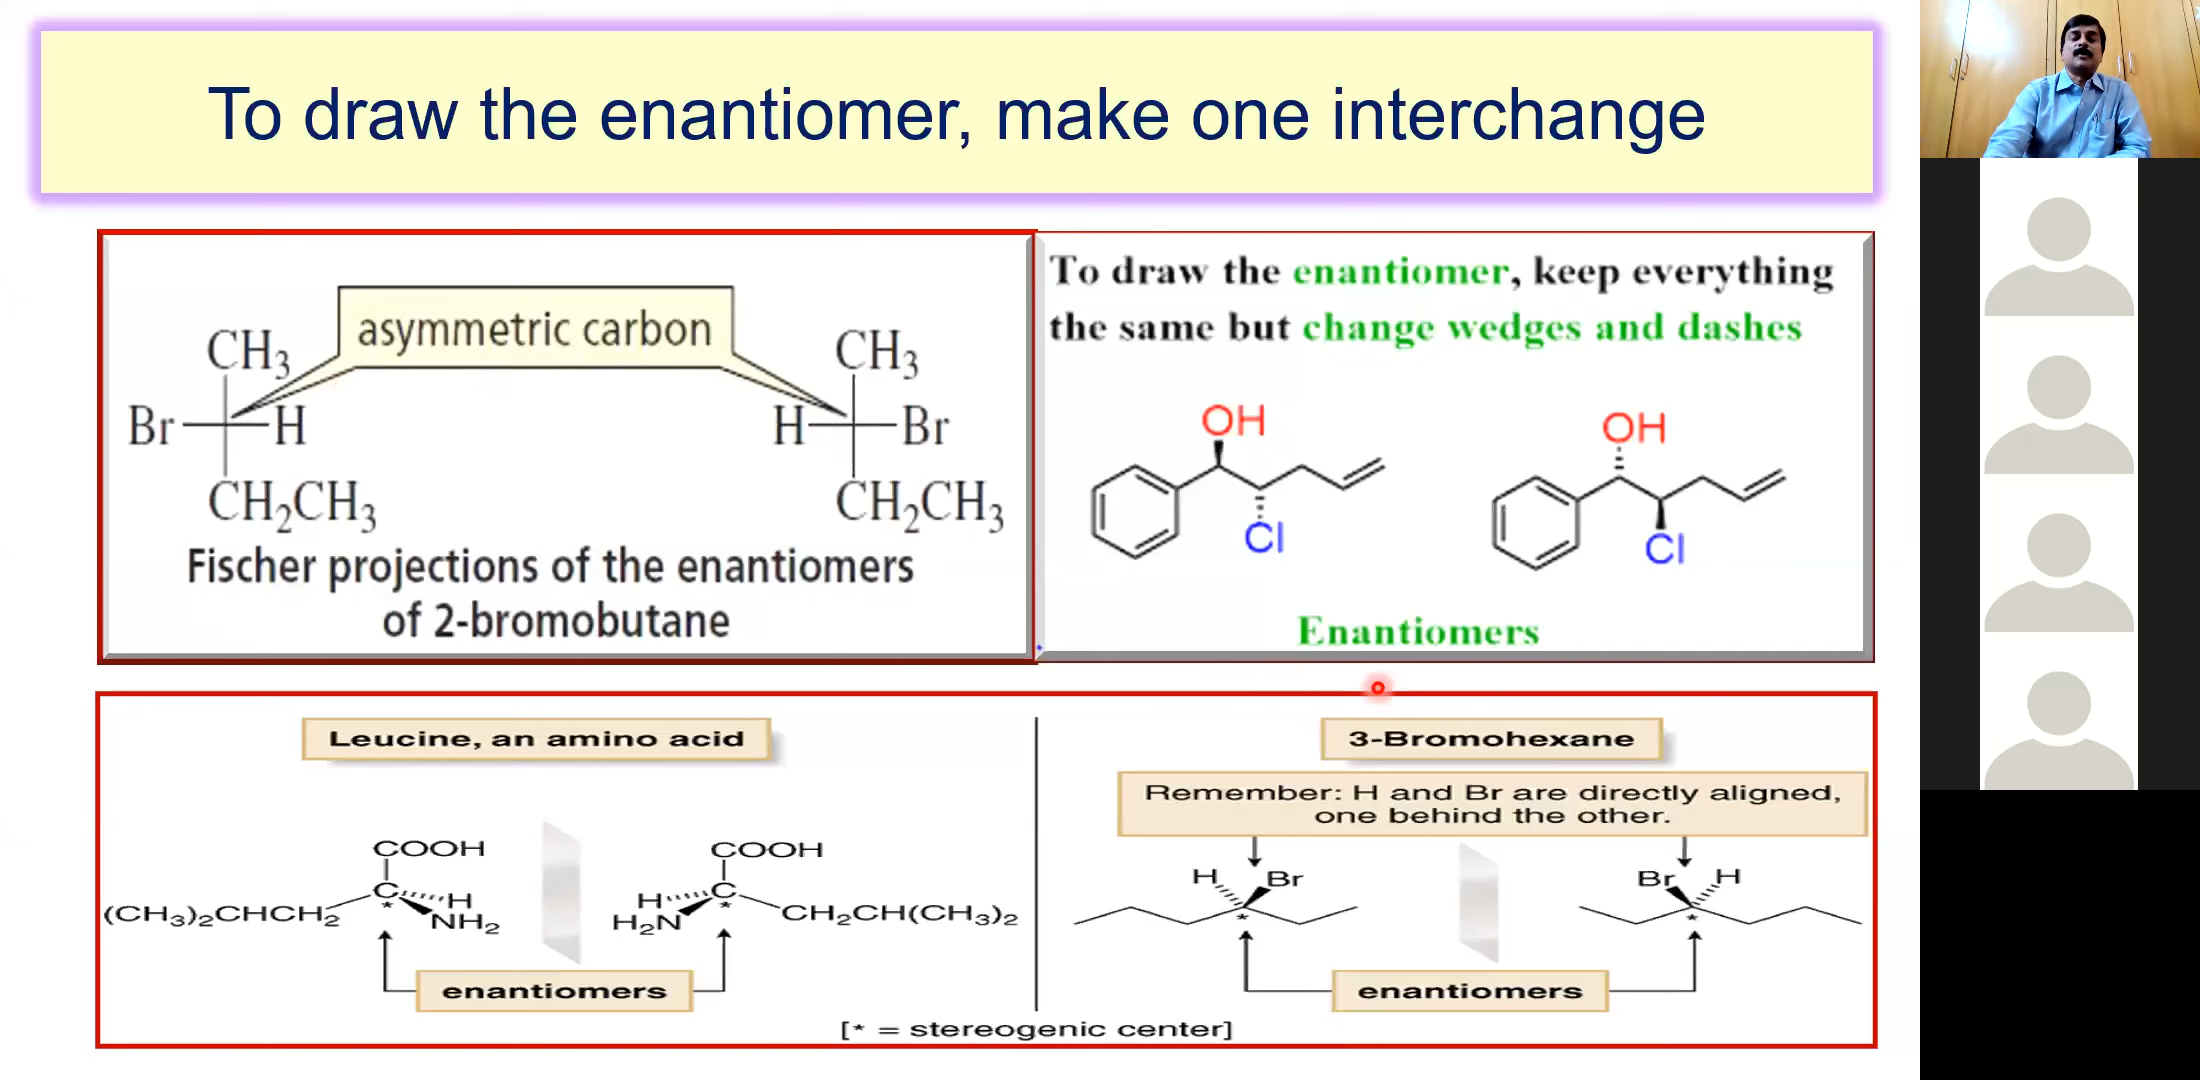 To draw the enantiomer, make one interchange
asymmetric carbon
CH3
Br
H
CH2CH3
CH3
H
Br
CH2CH3
Fischer projections of the enantiomers
of 2-bromobutane
To draw the enantiomer, keep everything
the same but change wedges and dashes
OH
Cl
OH
Cl
Enantiomers
Leucine, an amino acid
COOH
C
H
*
(CH3)2CHCH2
NH2
COOH
H
C
*
H2N
CH2CH(CH3)2
enantiomers
3-Bromohexane
Remember: H and Br are directly aligned,
one behind the other.
H
Br
*
Br
H
*
enantiomers
[* = stereogenic center]